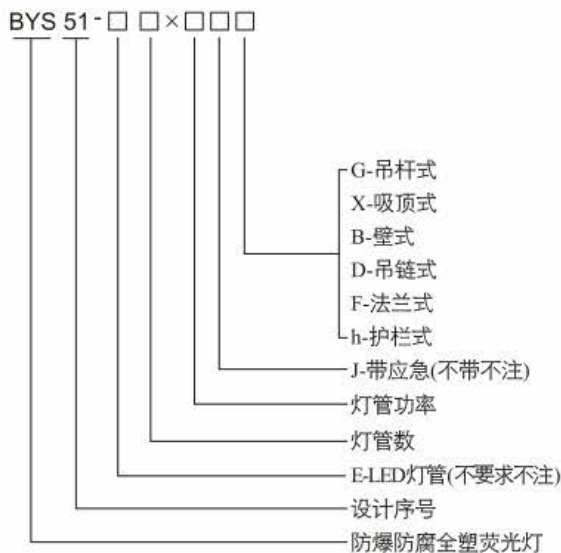 BYS 51 - □ □ × □ □ □
G-吊杆式
X-吸顶式
B-壁式
D-吊链式
F-法兰式
h-护栏式
J-带应急(不带不注)
灯管功率
灯管数
E-LED灯管(不要求不注)
设计序号
防爆防腐全塑荧光灯